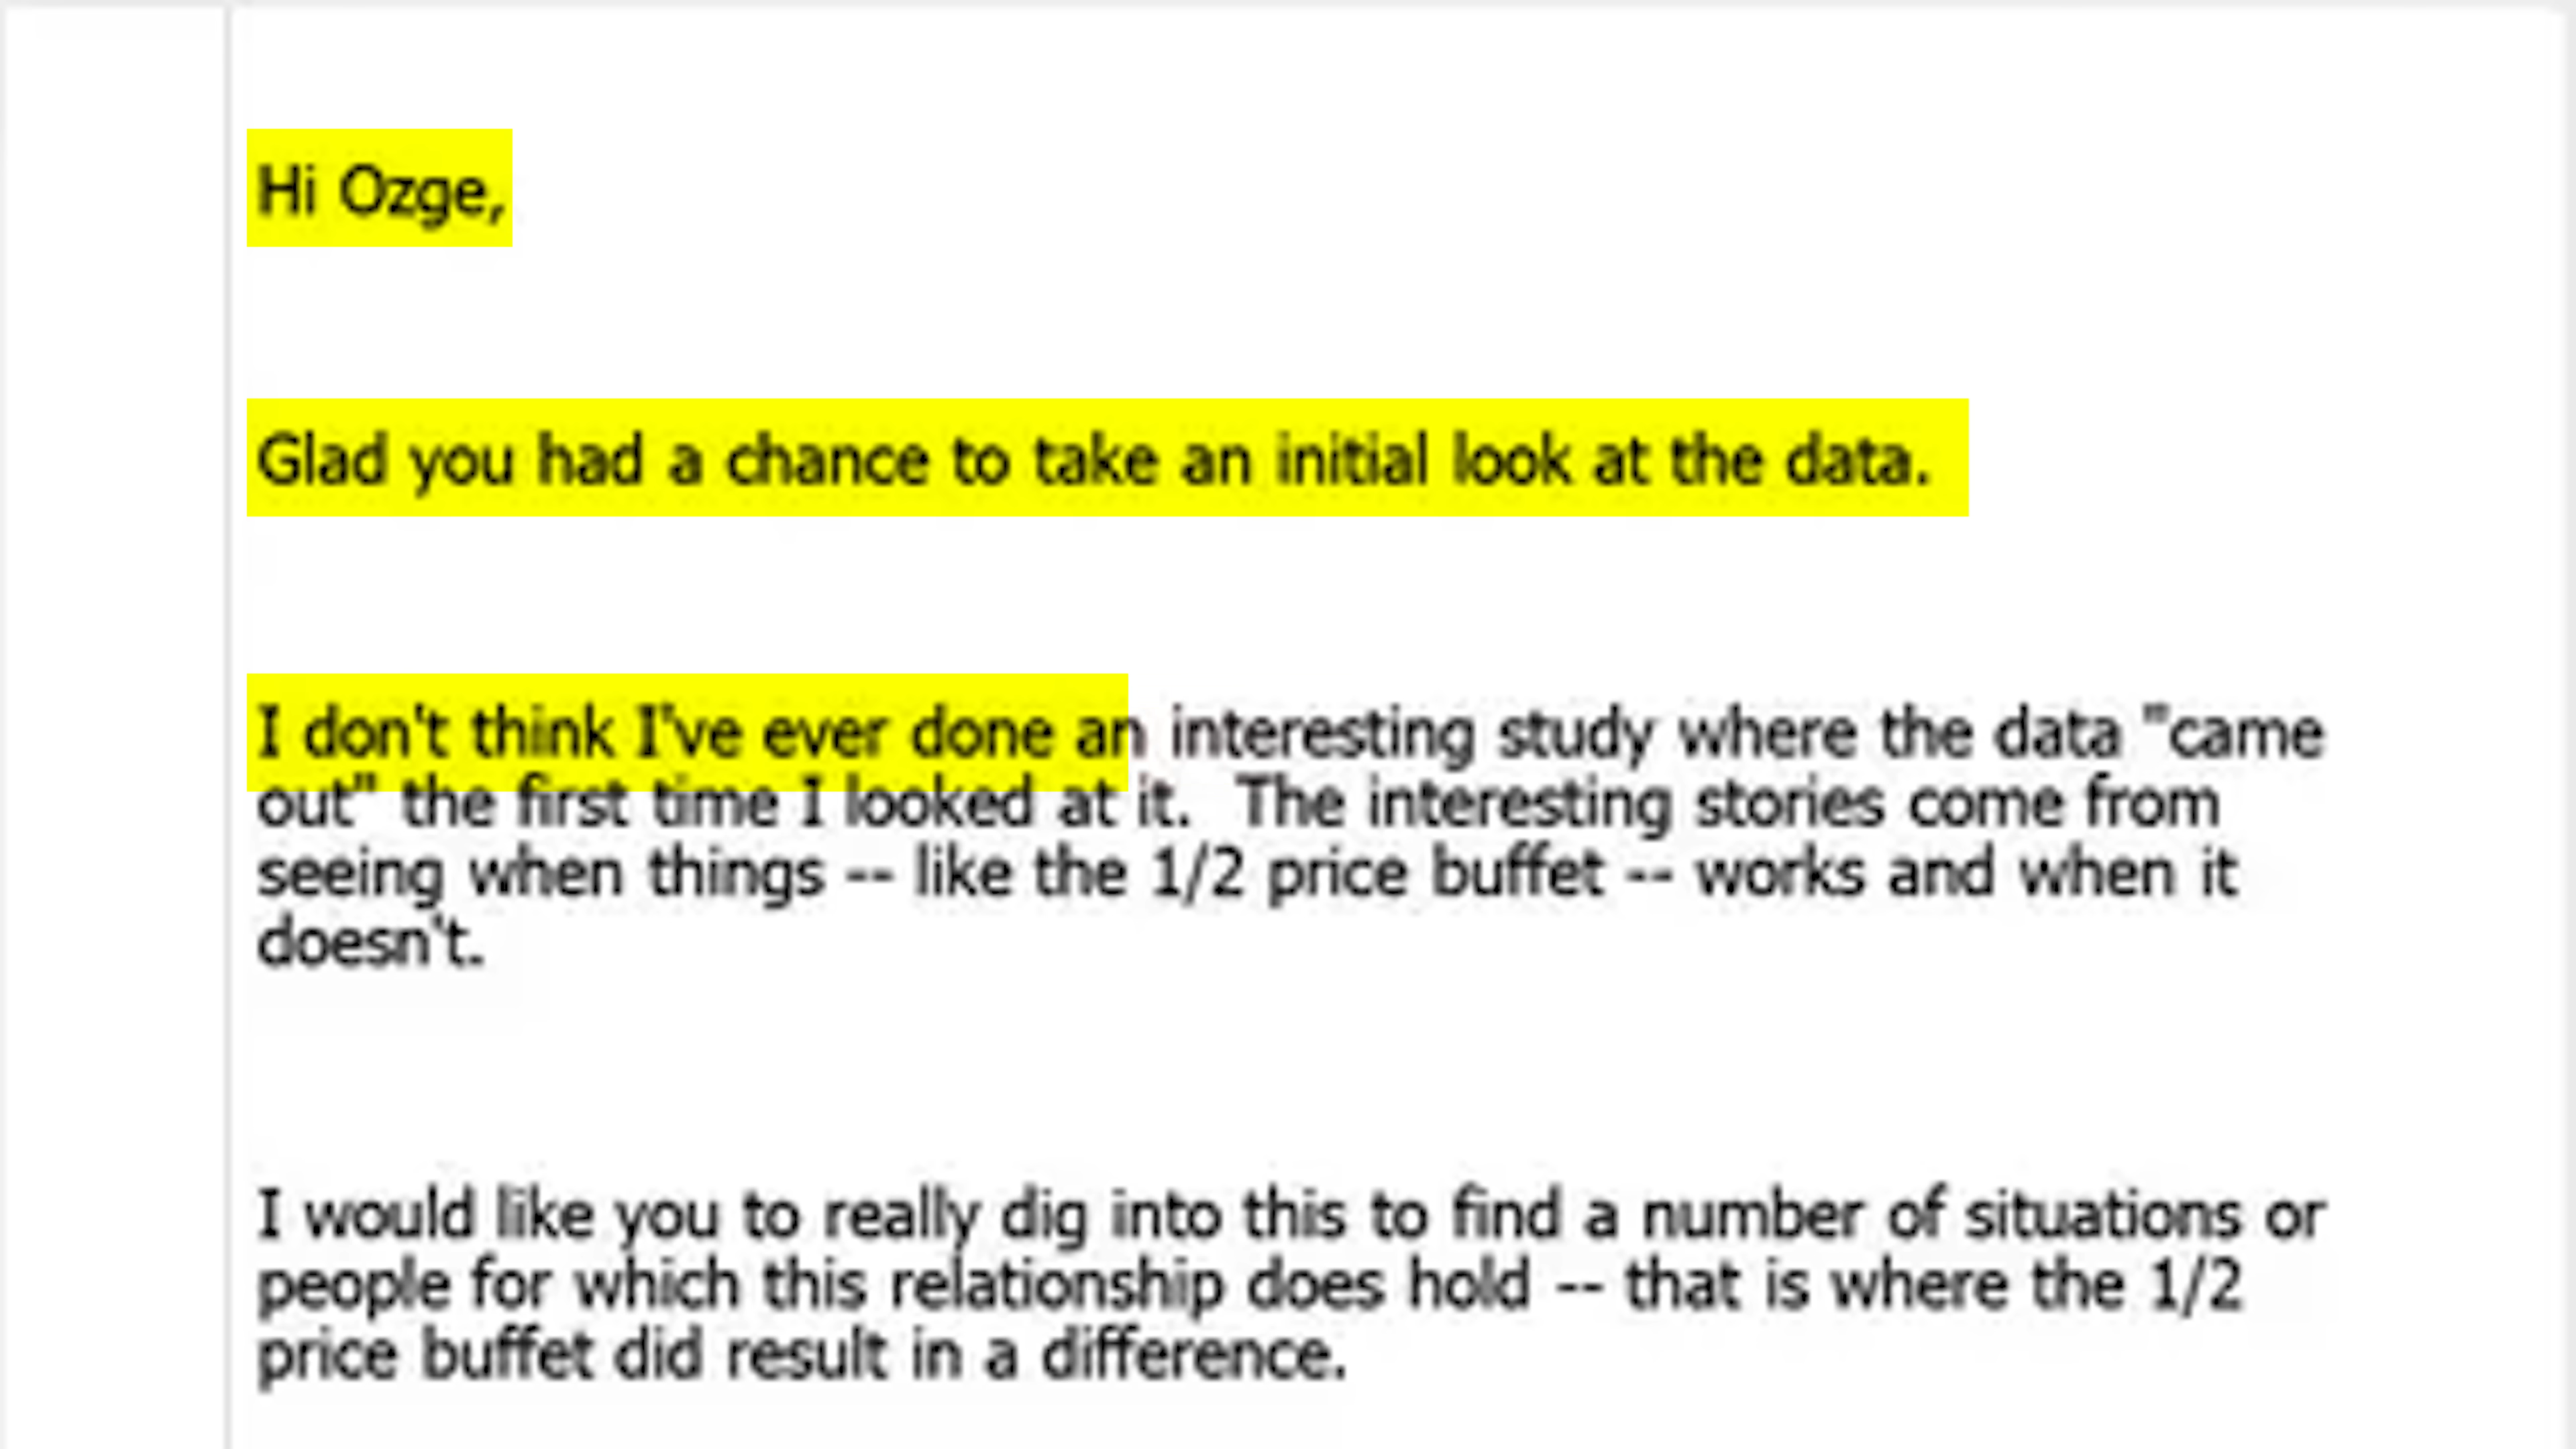 Hi Ozge,
Glad you had a chance to take an initial look at the data.
I don't think I've ever done an interesting study where the data "came
out" the first time I looked at it.  The interesting stories come from
seeing when things -- like the 1/2 price buffet -- works and when it
doesn't.
I would like you to really dig into this to find a number of situations or
people for which this relationship does hold -- that is where the 1/2
price buffet did result in a difference.